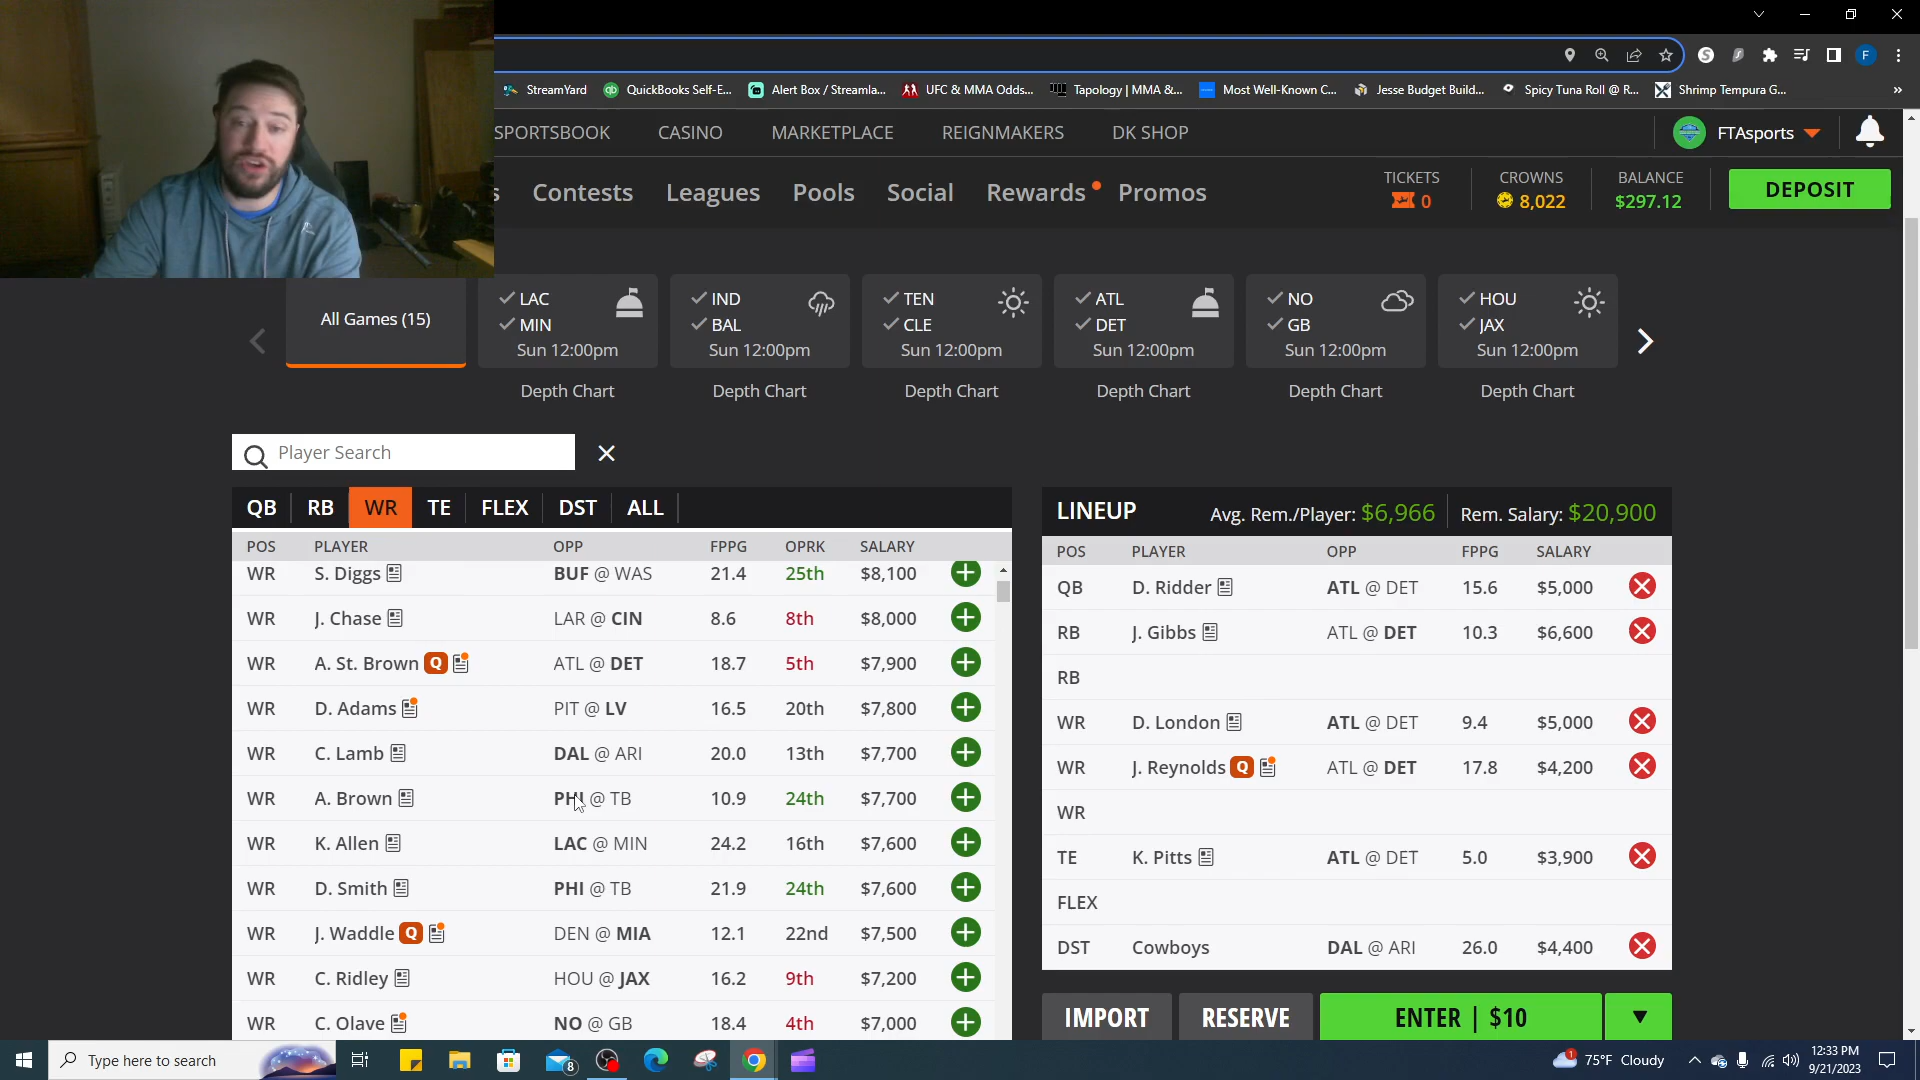 StreamYard QuickBooks Self-E... Alert Box / Streamla... UFC & MMA Odds... Tapology | MMA &... Most Well-Known C... Jesse Budget Build... Spicy Tuna Roll @ R... Shrimp Tempura G... »
SPORTSBOOK CASINO MARKETPLACE REIGNMAKERS DK SHOP FTAsports
s Contests Leagues Pools Social Rewards Promos
TICKETS 0 CROWNS 8,022 BALANCE $297.12 DEPOSIT
All Games (15)
LAC MIN Sun 12:00pm Depth Chart
IND BAL Sun 12:00pm Depth Chart
TEN CLE Sun 12:00pm Depth Chart
ATL DET Sun 12:00pm Depth Chart
NO GB Sun 12:00pm Depth Chart
HOU JAX Sun 12:00pm Depth Chart
Player Search
QB RB WR TE FLEX DST ALL
POS PLAYER OPP FPPG OPRK SALARY
WR S. Diggs BUF @ WAS 21.4 25th $8,100
WR J. Chase LAR @ CIN 8.6 8th $8,000
WR A. St. Brown Q ATL @ DET 18.7 5th $7,900
WR D. Adams PIT @ LV 16.5 20th $7,800
WR C. Lamb DAL @ ARI 20.0 13th $7,700
WR A. Brown PHI @ TB 10.9 24th $7,700
WR K. Allen LAC @ MIN 24.2 16th $7,600
WR D. Smith PHI @ TB 21.9 24th $7,600
WR J. Waddle Q DEN @ MIA 12.1 22nd $7,500
WR C. Ridley HOU @ JAX 16.2 9th $7,200
WR C. Olave NO @ GB 18.4 4th $7,000
LINEUP Avg. Rem./Player: $6,966 Rem. Salary: $20,900
POS PLAYER OPP FPPG SALARY
QB D. Ridder ATL @ DET 15.6 $5,000
RB J. Gibbs ATL @ DET 10.3 $6,600
RB
WR D. London ATL @ DET 9.4 $5,000
WR J. Reynolds Q ATL @ DET 17.8 $4,200
WR
TE K. Pitts ATL @ DET 5.0 $3,900
FLEX
DST Cowboys DAL @ ARI 26.0 $4,400
IMPORT RESERVE ENTER | $10
Type here to search 8 1 75°F Cloudy 12:33 PM
9/21/2023